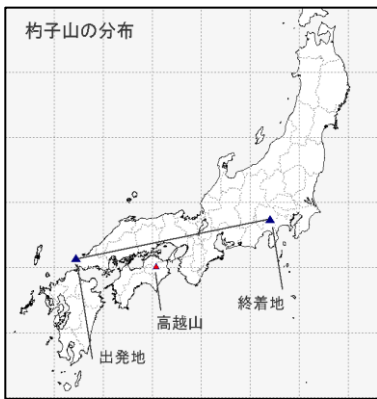 杓子山の分布
終着地
高越山
出発地